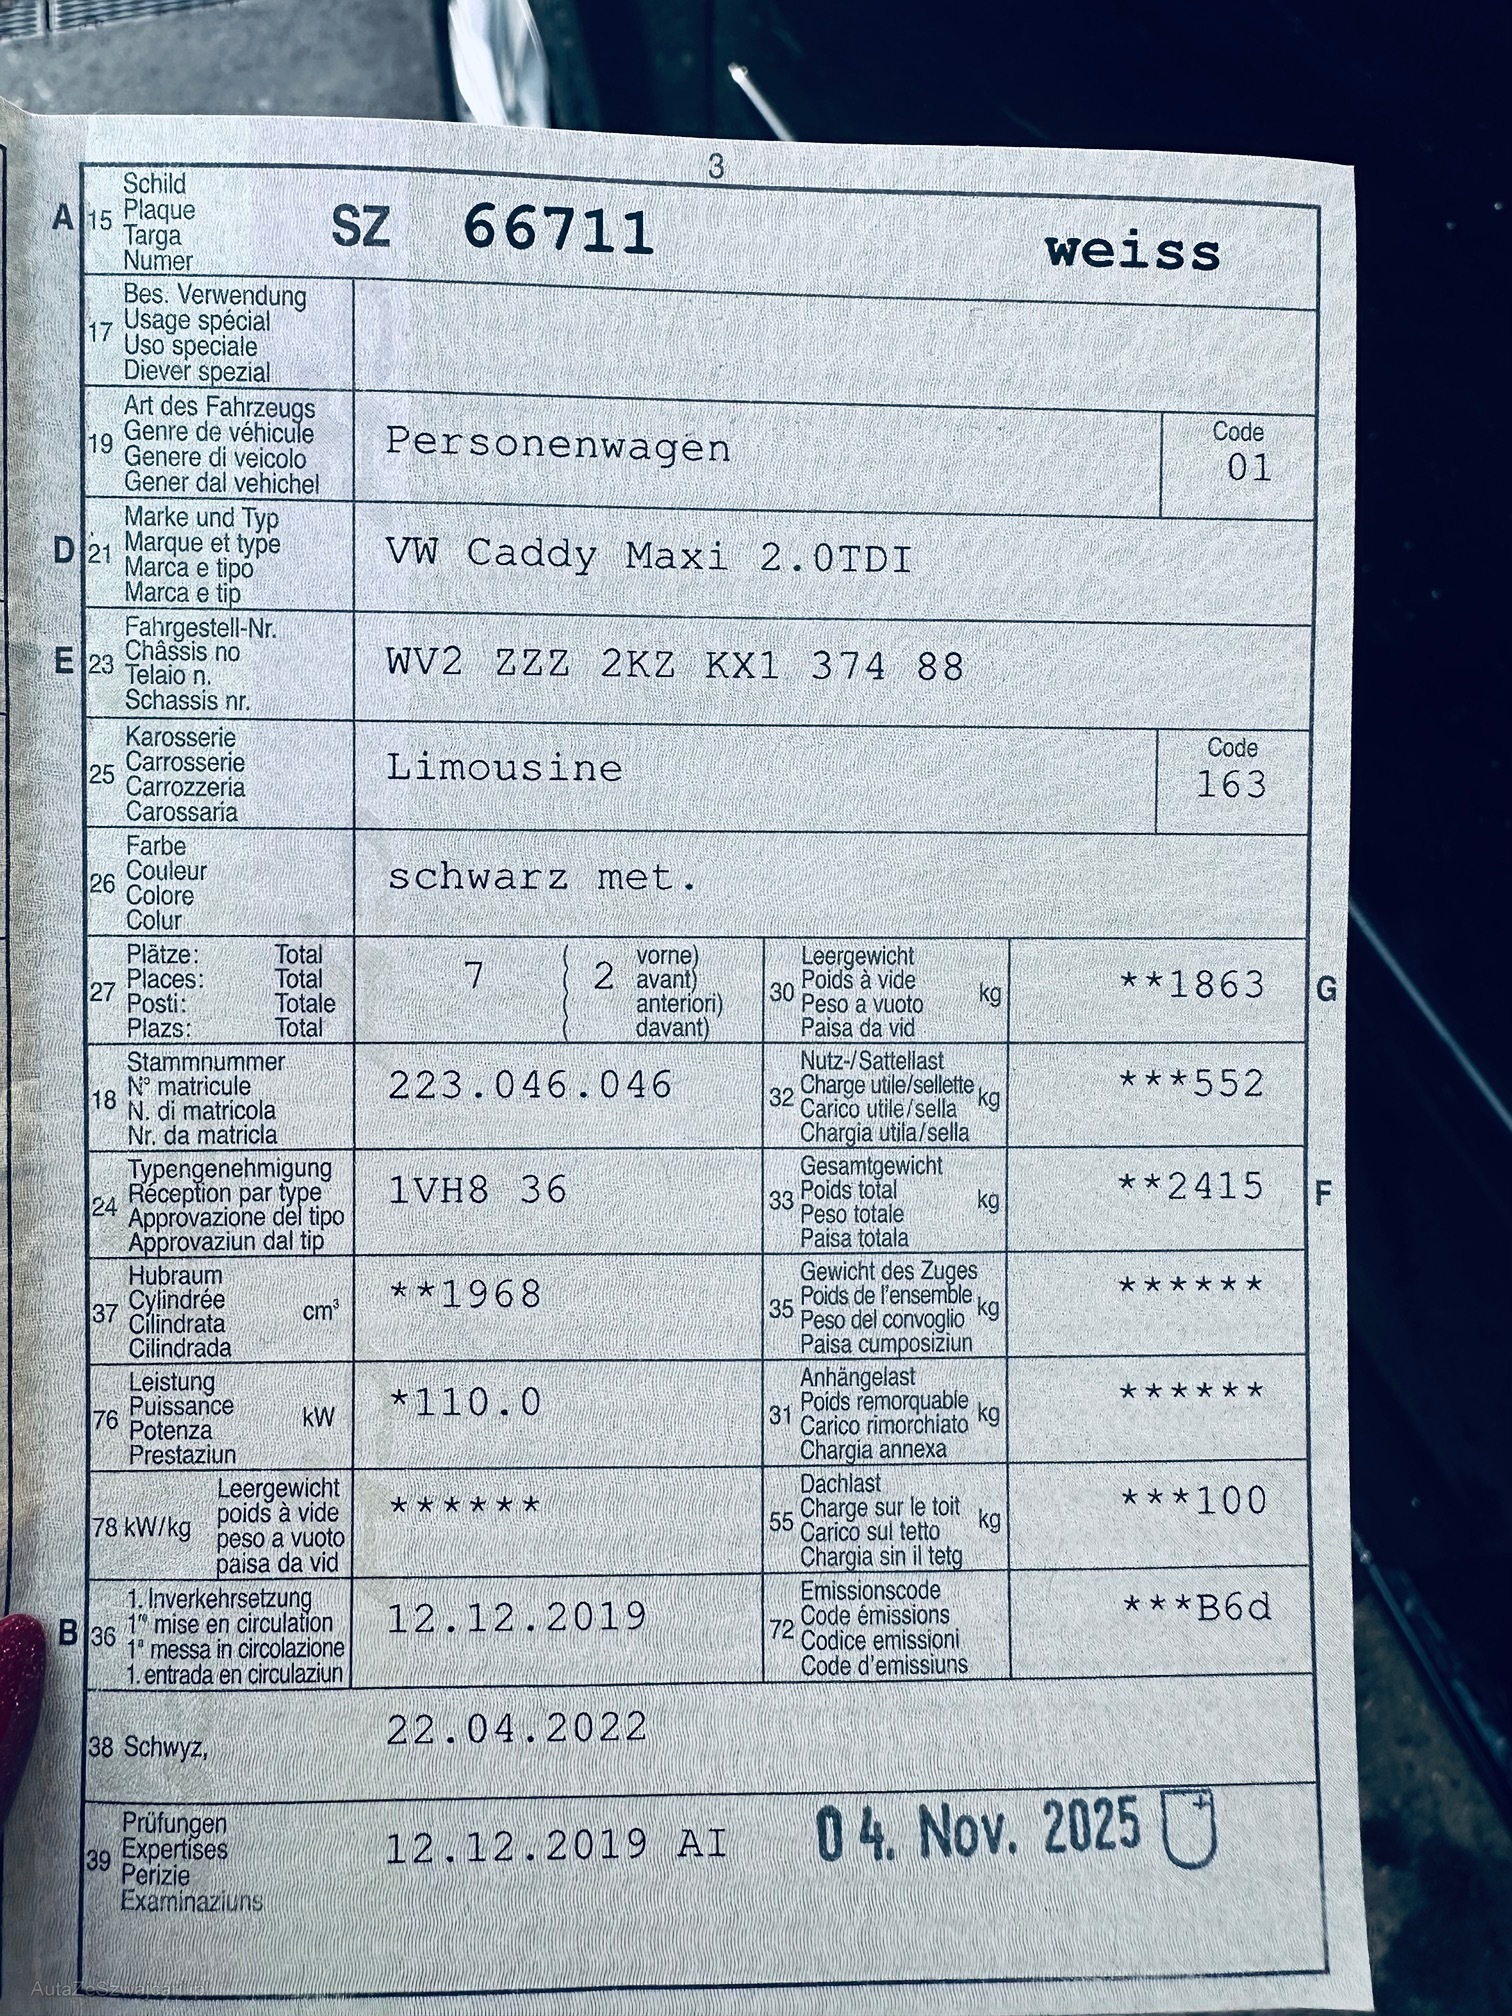 3
A 15 Schild
Plaque
Targa
Numer
SZ 66711 weiss
17 Bes. Verwendung
Usage spécial
Uso speciale
Diever spezial
19 Art des Fahrzeugs
Genre de véhicule
Genere di veicolo
Gener dal vehichel
Personenwagen
Code
01
D 21 Marke und Typ
Marque et type
Marca e tipo
Marca e tip
VW Caddy Maxi 2.0TDI
E 23 Fahrgestell-Nr.
Châssis no
Telaio n.
Schassis nr.
WV2 ZZZ 2KZ KX1 374 88
25 Karosserie
Carrosserie
Carrozzeria
Carossaria
Limousine
Code
163
26 Farbe
Couleur
Colore
Colur
schwarz met.
27 Plätze: Total
Places: Total
Posti: Totale
Plazs: Total
7 ( 2 vorne)
( avant)
( anteriori)
( davant)
30 Leergewicht
Poids à vide
Peso a vuoto
Paisa da vid
kg
**1863
G
18 Stammnummer
N° matricule
N. di matricola
Nr. da matricla
223.046.046
32 Nutz-/Sattellast
Charge utile/sellette
Carico utile/sella
Chargia utila/sella
kg
***552
24 Typengenehmigung
Réception par type
Approvazione del tipo
Approvaziun dal tip
1VH8 36
33 Gesamtgewicht
Poids total
Peso totale
Paisa totala
kg
**2415
F
37 Hubraum
Cylindrée
Cilindrata
Cilindrada
cm³
**1968
35 Gewicht des Zuges
Poids de l'ensemble
Peso del convoglio
Paisa cumposiziun
kg
******
76 Leistung
Puissance
Potenza
Prestaziun
kW
*110.0
31 Anhängelast
Poids remorquable
Carico rimorchiato
Chargia annexa
kg
******
78 kW/kg Leergewicht
poids à vide
peso a vuoto
paisa da vid
******
55 Dachlast
Charge sur le toit
Carico sul tetto
Chargia sin il tetg
kg
***100
B 36 1. Inverkehrsetzung
1re mise en circulation
1a messa in circolazione
1. entrada en circulaziun
12.12.2019
72 Emissionscode
Code émissions
Codice emissioni
Code d'emissiuns
***B6d
38 Schwyz,
22.04.2022
39 Prüfungen
Expertises
Perizie
Examinaziuns
12.12.2019 AI
04. Nov. 2025